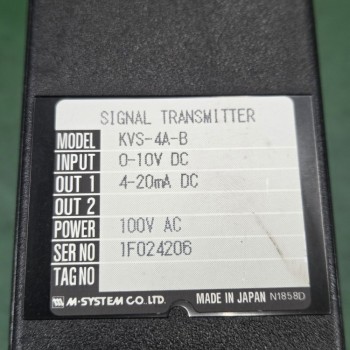 SIGNAL TRANSMITTER
MODEL KVS-4A-B
INPUT 0-10V DC
OUT 1 4-20mA DC
OUT 2
POWER 100V AC
SER NO 1F024206
TAG NO
M-SYSTEM CO.,LTD. MADE IN JAPAN N1858D